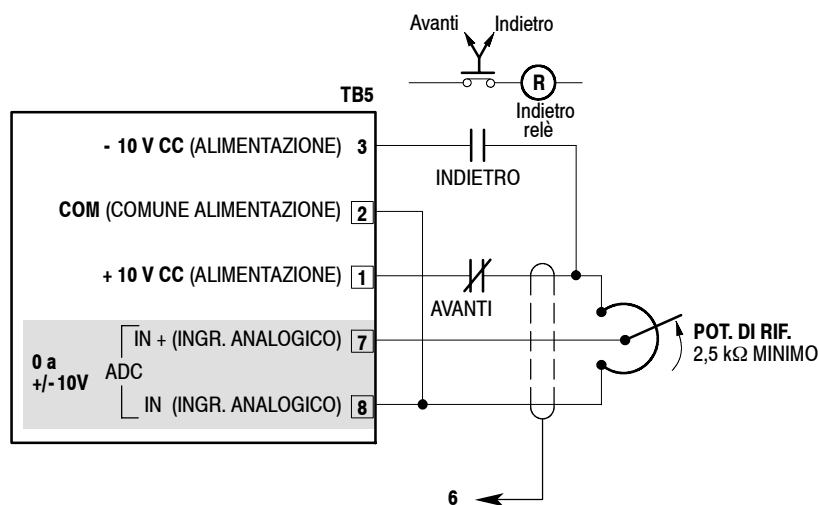 Avanti Indietro
R
Indietro
relè
TB5
- 10 V CC (ALIMENTAZIONE) 3
INDIETRO
COM (COMUNE ALIMENTAZIONE) 2
+ 10 V CC (ALIMENTAZIONE) 1
AVANTI
0 a
+/-10V
ADC
IN + (INGR. ANALOGICO) 7
IN (INGR. ANALOGICO) 8
POT. DI RIF.
2,5 kΩ MINIMO
6